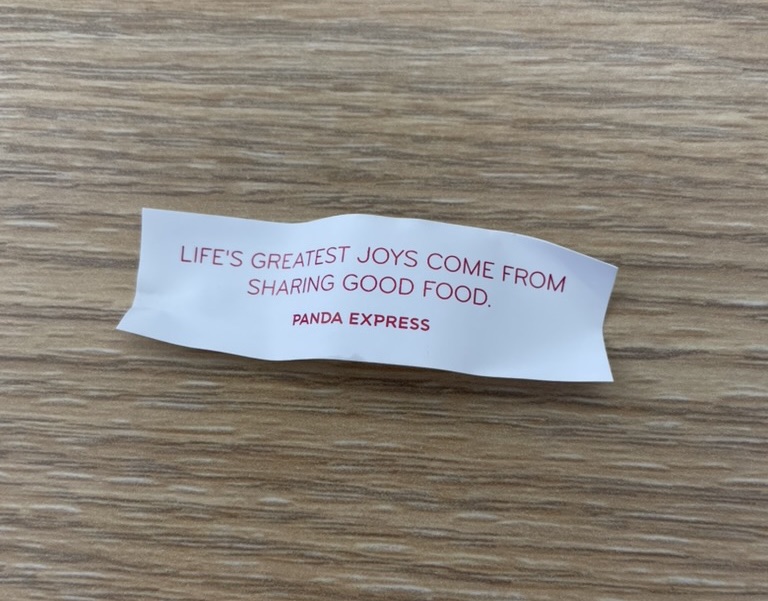 LIFE'S GREATEST JOYS COME FROM
SHARING GOOD FOOD.
PANDA EXPRESS